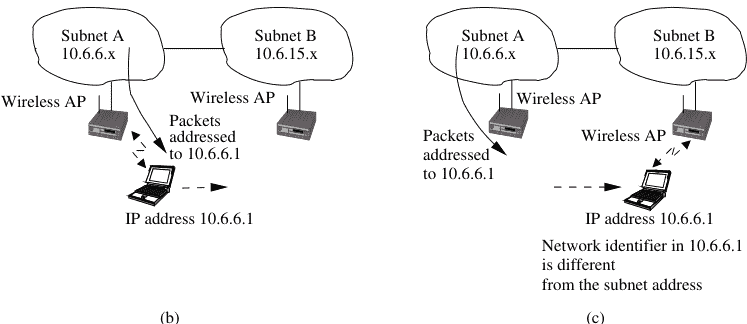 Subnet A
10.6.6.x
Subnet B
10.6.15.x
Wireless AP
Wireless AP
Packets
addressed
to 10.6.6.1
IP address 10.6.6.1
(b)
Subnet A
10.6.6.x
Subnet B
10.6.15.x
Wireless AP
Packets
addressed
to 10.6.6.1
Wireless AP
IP address 10.6.6.1
Network identifier in 10.6.6.1
is different
from the subnet address
(c)